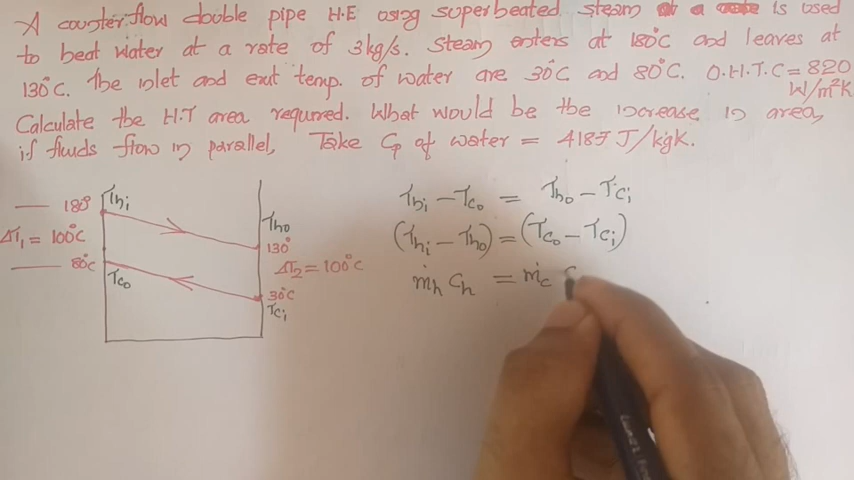 A counterflow double pipe H.E using superheated steam is used
to heat water at a rate of 3kg/s. Steam enters at 180°C and leaves at
130°C. The inlet and exit temp. of water are 30°C and 80°C. O.H.T.C = 820
W/m²K
Calculate the H.T area required. What would be the increase in area,
if fluids flow in parallel, Take Cp of water = 4187 J/kgK.
Thi
180°
Tho
ΔT1 = 100°C
130°
80°C
Tco
ΔT2 = 100°C
30°C
Tci
Thi - Tco = Tho - Tci
(Thi - Tho) = (Tco - Tci)
ṁh Ch = ṁc C